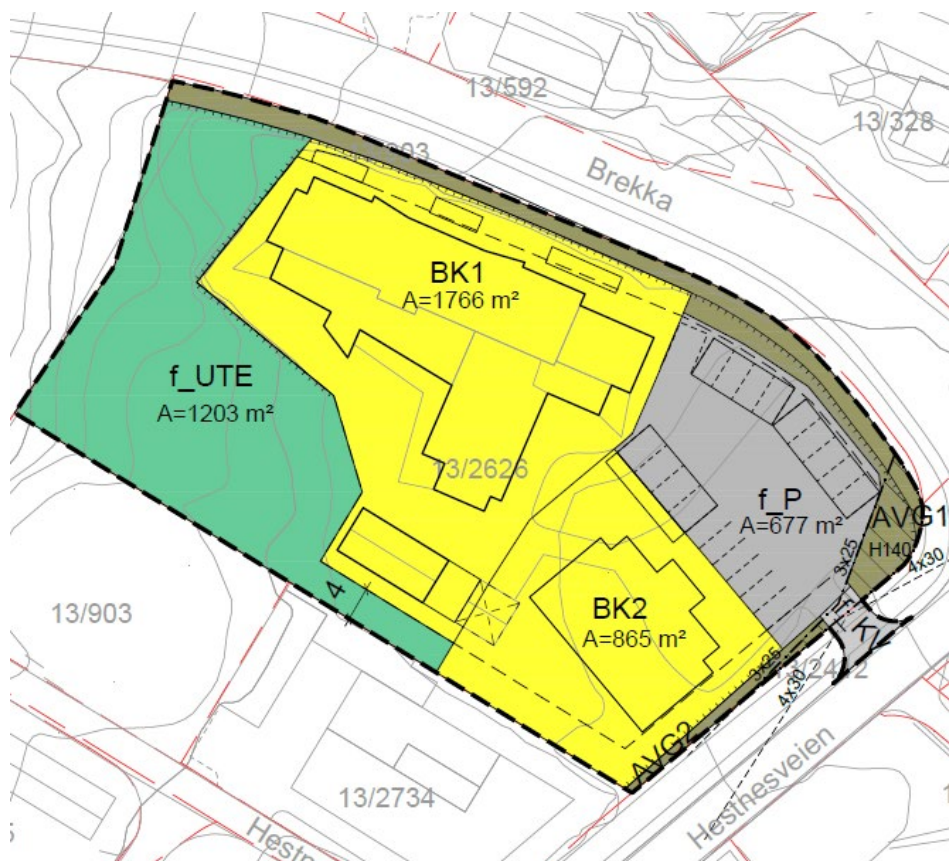 13/592
13/328
Brekka
BK1
A=1766 m²
f_UTE
A=1203 m²
13/2626
f_P
A=677 m²
AVG1
H140
3x25
4x30
BK2
A=865 m²
4
13/903
KV
3x25
4x30
AVG2
13/2734
Hestnesveien